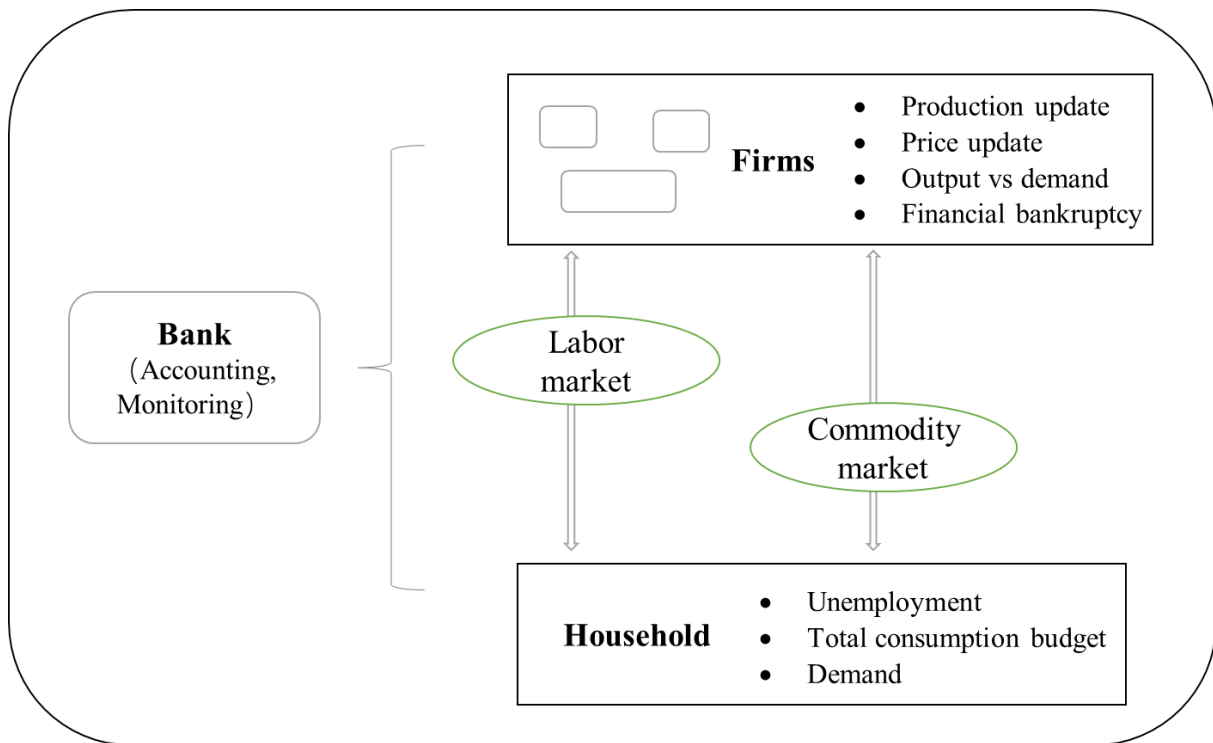 Firms
• Production update
• Price update
• Output vs demand
• Financial bankruptcy
Bank
（Accounting,
Monitoring）
Labor
market
Commodity
market
Household
• Unemployment
• Total consumption budget
• Demand